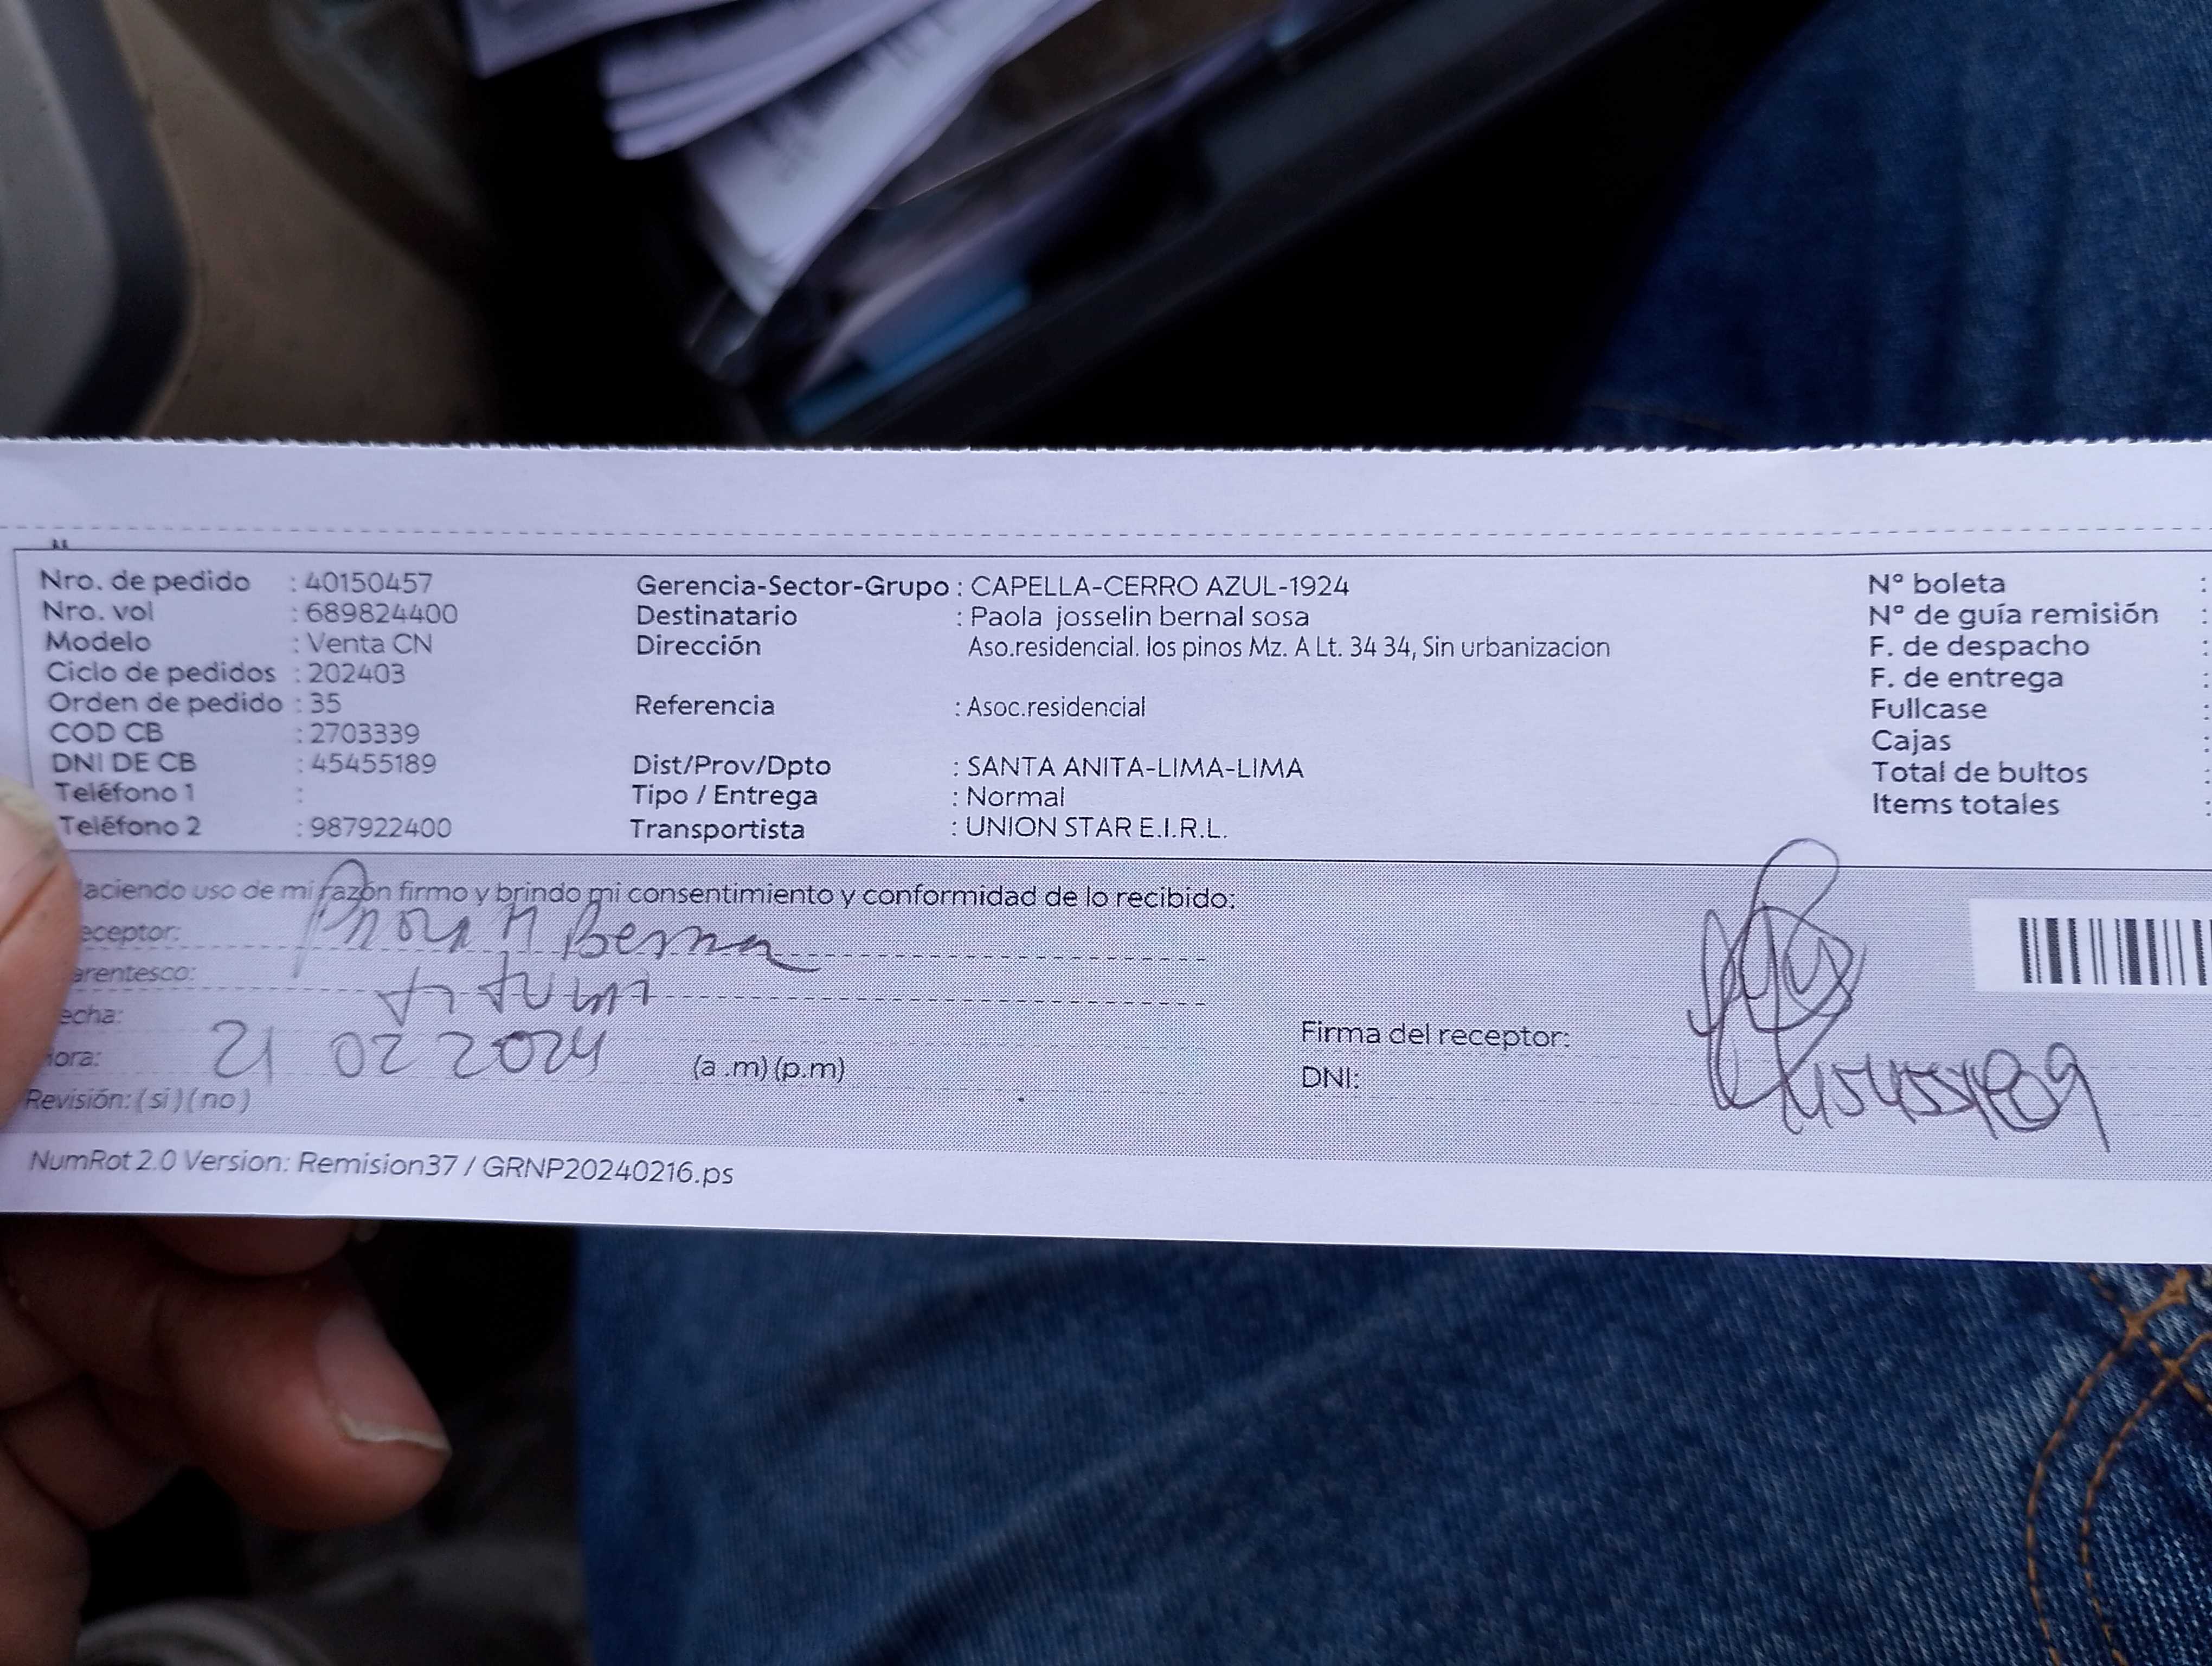 Nro. de pedido : 40150457
Nro. vol : 689824400
Modelo : Venta CN
Ciclo de pedidos : 202403
Orden de pedido : 35
COD CB : 2703339
DNI DE CB : 45455189
Teléfono 1 :
Teléfono 2 : 987922400
Gerencia-Sector-Grupo : CAPELLA-CERRO AZUL-1924
Destinatario : Paola josselin bernal sosa
Dirección Aso.residencial. los pinos Mz. A Lt. 34 34, Sin urbanizacion
Referencia : Asoc.residencial
Dist/Prov/Dpto : SANTA ANITA-LIMA-LIMA
Tipo / Entrega : Normal
Transportista : UNION STAR E.I.R.L.
N° boleta :
N° de guía remisión :
F. de despacho :
F. de entrega :
Fullcase :
Cajas :
Total de bultos :
Items totales :
aciendo uso de mi razón firmo y brindo mi consentimiento y conformidad de lo recibido:
eceptor:
arentesco: titular
echa:
ora: 21 02 2024 (a .m) (p.m)
Revisión: ( si ) ( no )
Firma del receptor:
DNI: 45455189
NumRot 2.0 Version: Remision37 / GRNP20240216.ps